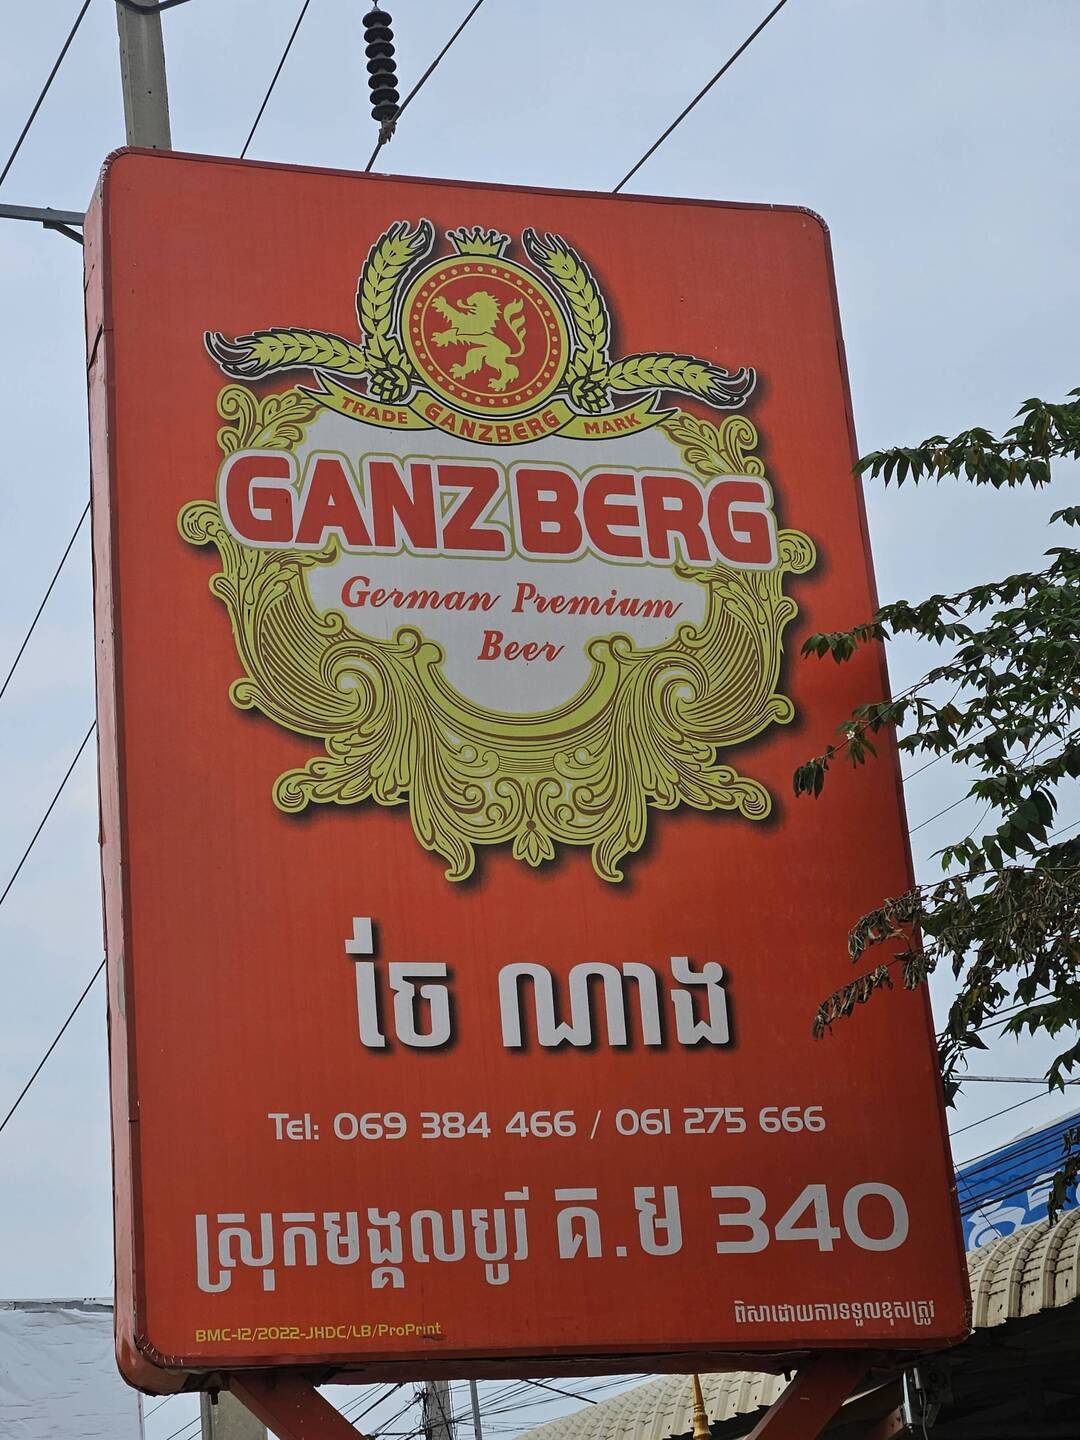 TRADE GANZBERG MARK
GANZBERG
German Premium
Beer
ចែ ណាង
Tel: 069 384 466 / 061 275 666
ស្រុកមង្គលបូរី គ.ម 340
ពិសាដោយការទទួលខុសត្រូវ
BMC-12/2022-JHDC/LB/ProPrint